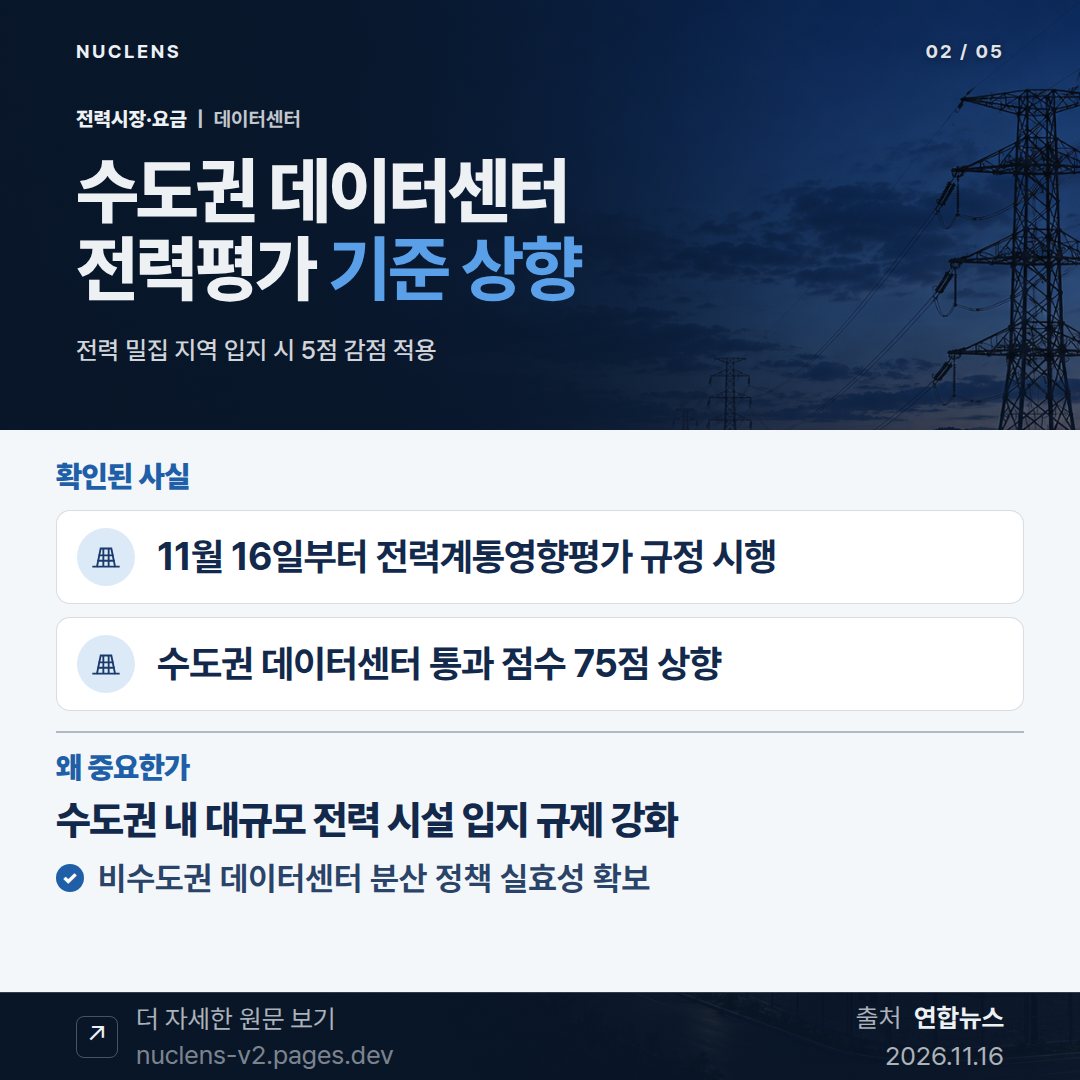 NUCLENS
02 / 05
전력시장·요금 | 데이터센터
수도권 데이터센터
전력평가 기준 상향
전력 밀집 지역 입지 시 5점 감점 적용
확인된 사실
11월 16일부터 전력계통영향평가 규정 시행
수도권 데이터센터 통과 점수 75점 상향
왜 중요한가
수도권 내 대규모 전력 시설 입지 규제 강화
비수도권 데이터센터 분산 정책 실효성 확보
더 자세한 원문 보기
nuclens-v2.pages.dev
출처 연합뉴스
2026.11.16